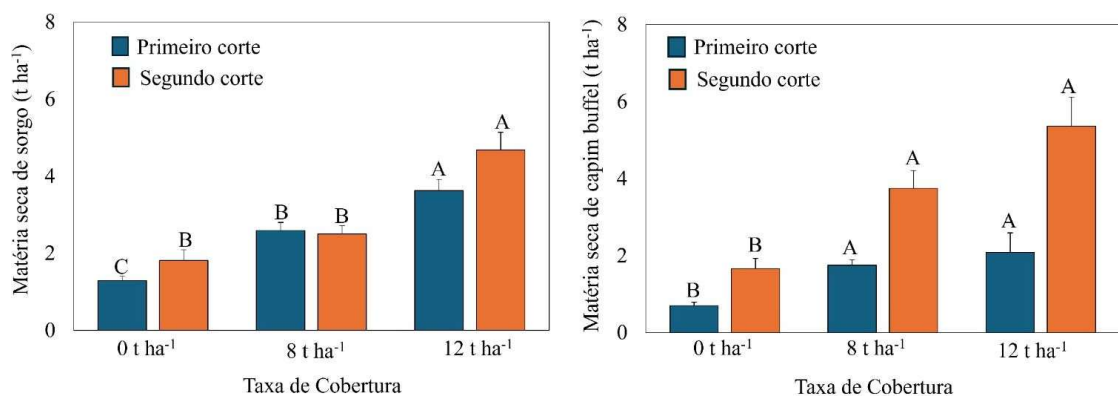 Matéria seca de sorgo (t ha⁻¹)
8
6
4
2
0
Primeiro corte
Segundo corte
C
B
B
B
A
A
0 t ha⁻¹
8 t ha⁻¹
12 t ha⁻¹
Taxa de Cobertura
Matéria seca de capim buffel (t ha⁻¹)
8
6
4
2
0
Primeiro corte
Segundo corte
B
B
A
A
A
A
0 t ha⁻¹
8 t ha⁻¹
12 t ha⁻¹
Taxa de Cobertura